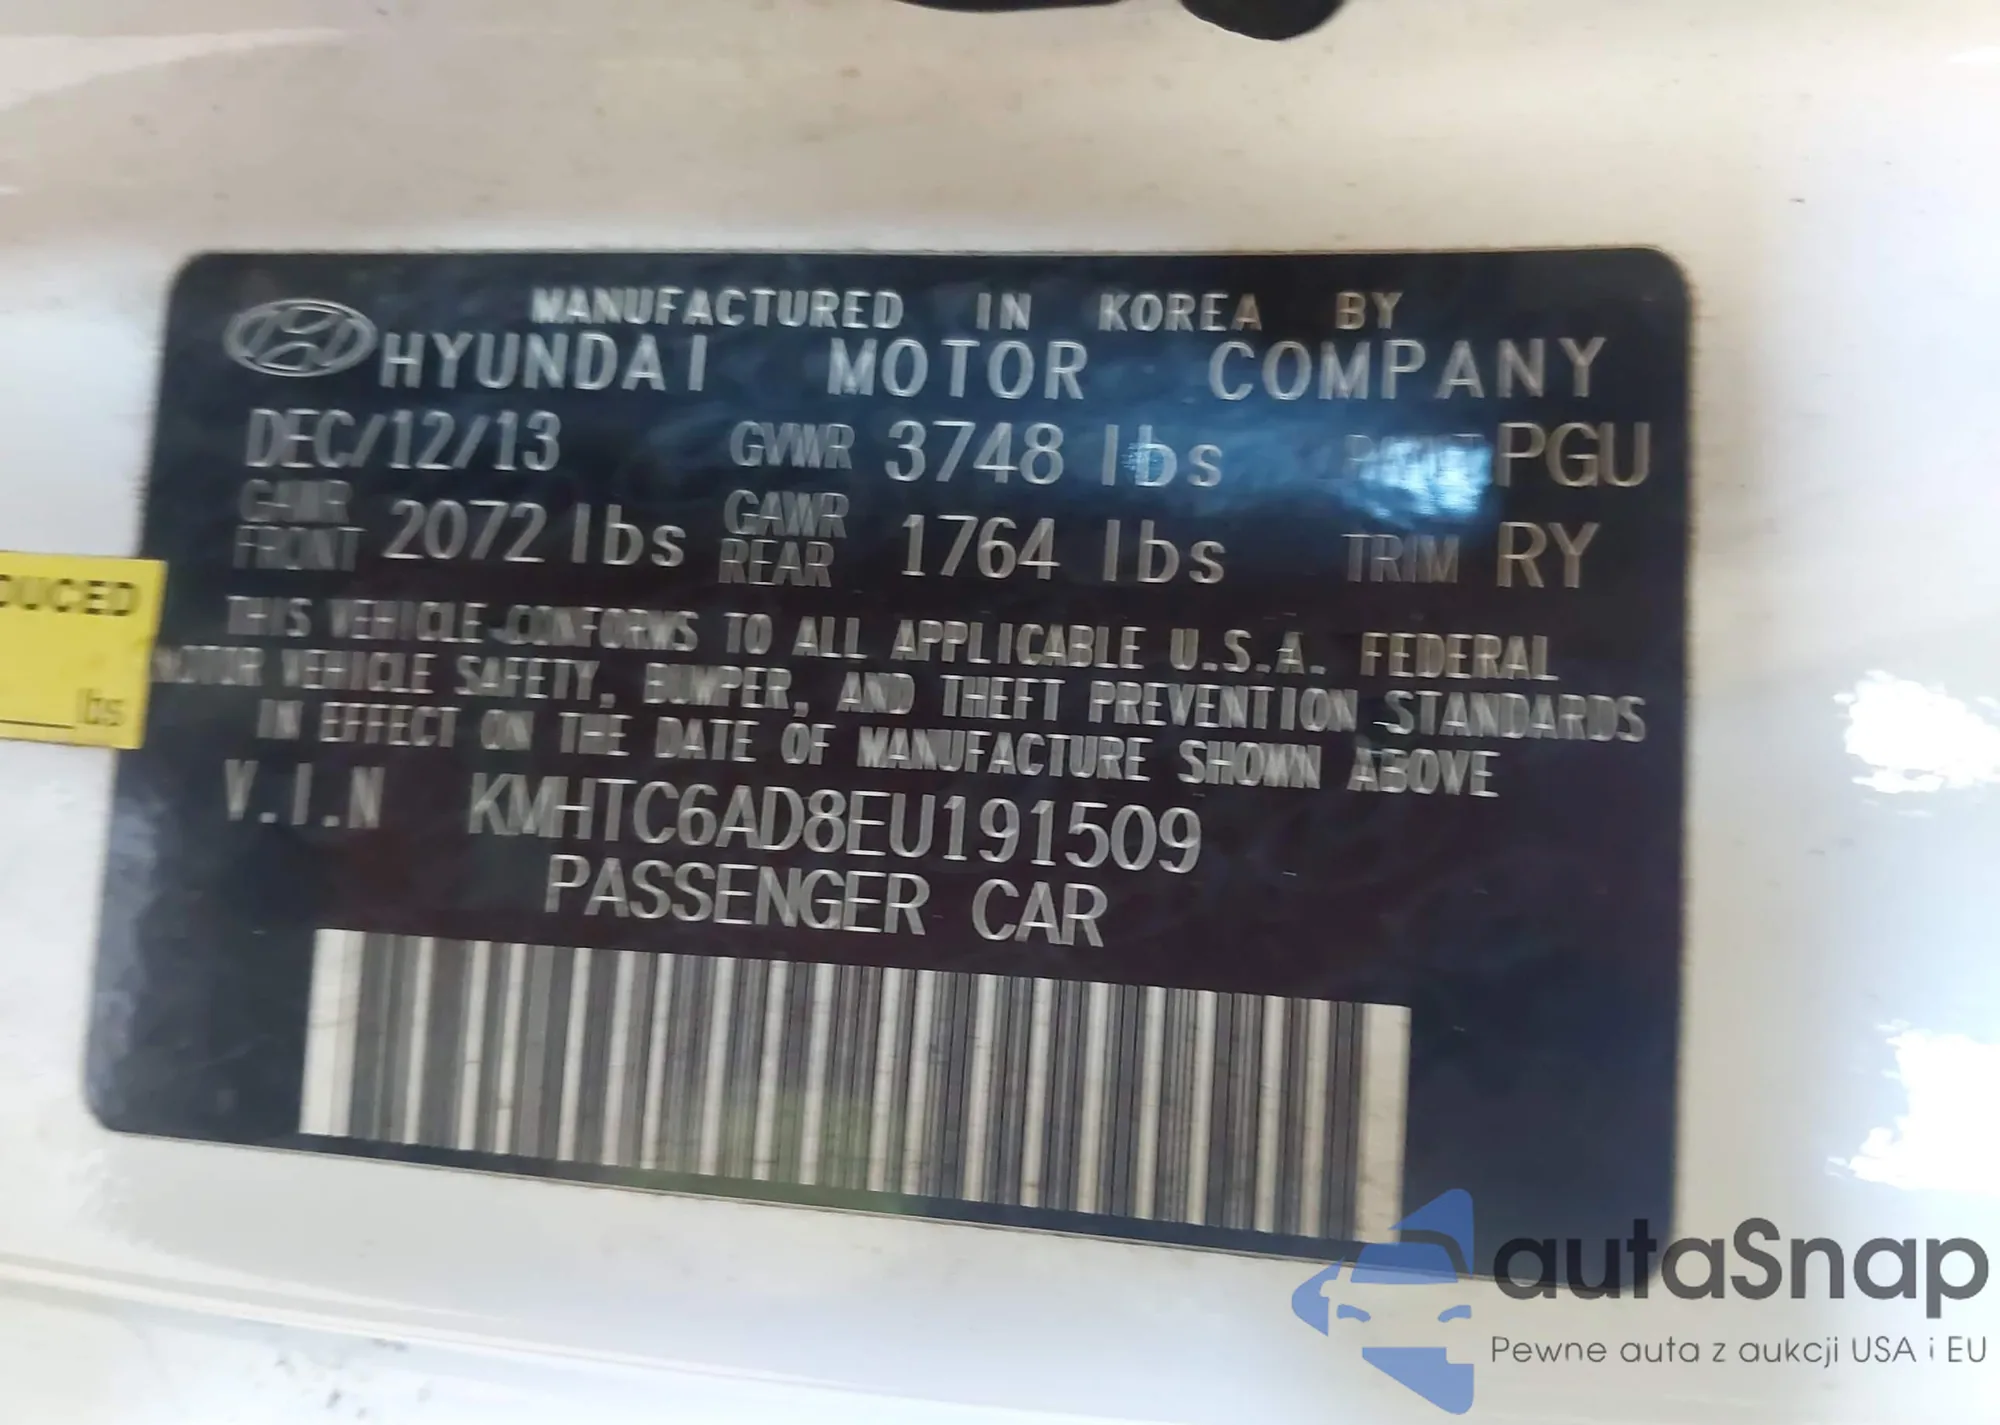 MANUFACTURED IN KOREA BY
HYUNDAI MOTOR COMPANY
DEC/12/13 GVWR 3748 lbs PAINT PGU
GAWR FRONT 2072 lbs GAWR REAR 1764 lbs TRIM RY
THIS VEHICLE CONFORMS TO ALL APPLICABLE U.S.A. FEDERAL
MOTOR VEHICLE SAFETY, BUMPER, AND THEFT PREVENTION STANDARDS
IN EFFECT ON THE DATE OF MANUFACTURE SHOWN ABOVE
V.I.N KMHTC6AD8EU191509
PASSENGER CAR
DUCED
lbs
autaSnap
Pewne auta z aukcji USA i EU